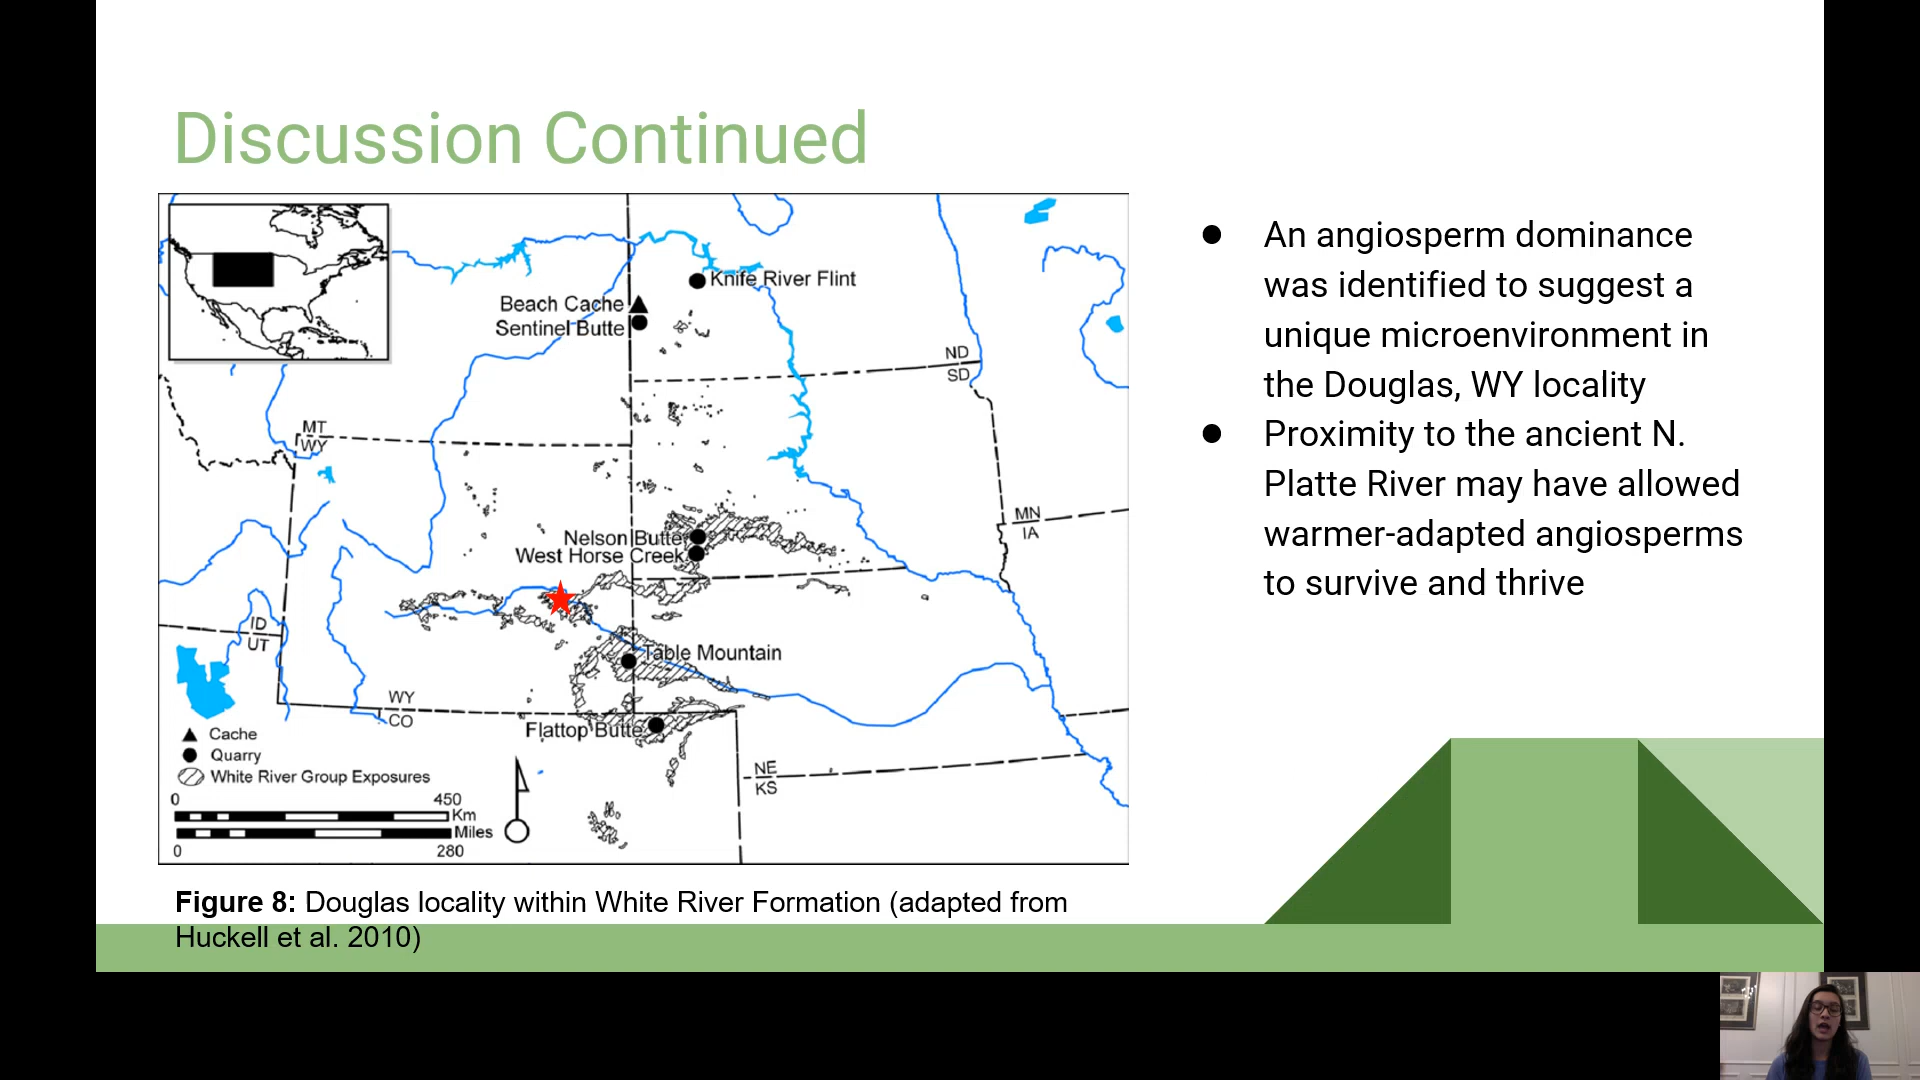 Discussion Continued
Knife River Flint
Beach Cache
Sentinel Butte
ND
SD
MT
WY
MN
IA
Nelson Butte
West Horse Creek
ID
UT
Table Mountain
WY
CO
Flattop Butte
NE
KS
Cache
Quarry
White River Group Exposures
0 450
Km
Miles
0 280
Figure 8: Douglas locality within White River Formation (adapted from
Huckell et al. 2010)
● An angiosperm dominance
was identified to suggest a
unique microenvironment in
the Douglas, WY locality
● Proximity to the ancient N.
Platte River may have allowed
warmer-adapted angiosperms
to survive and thrive